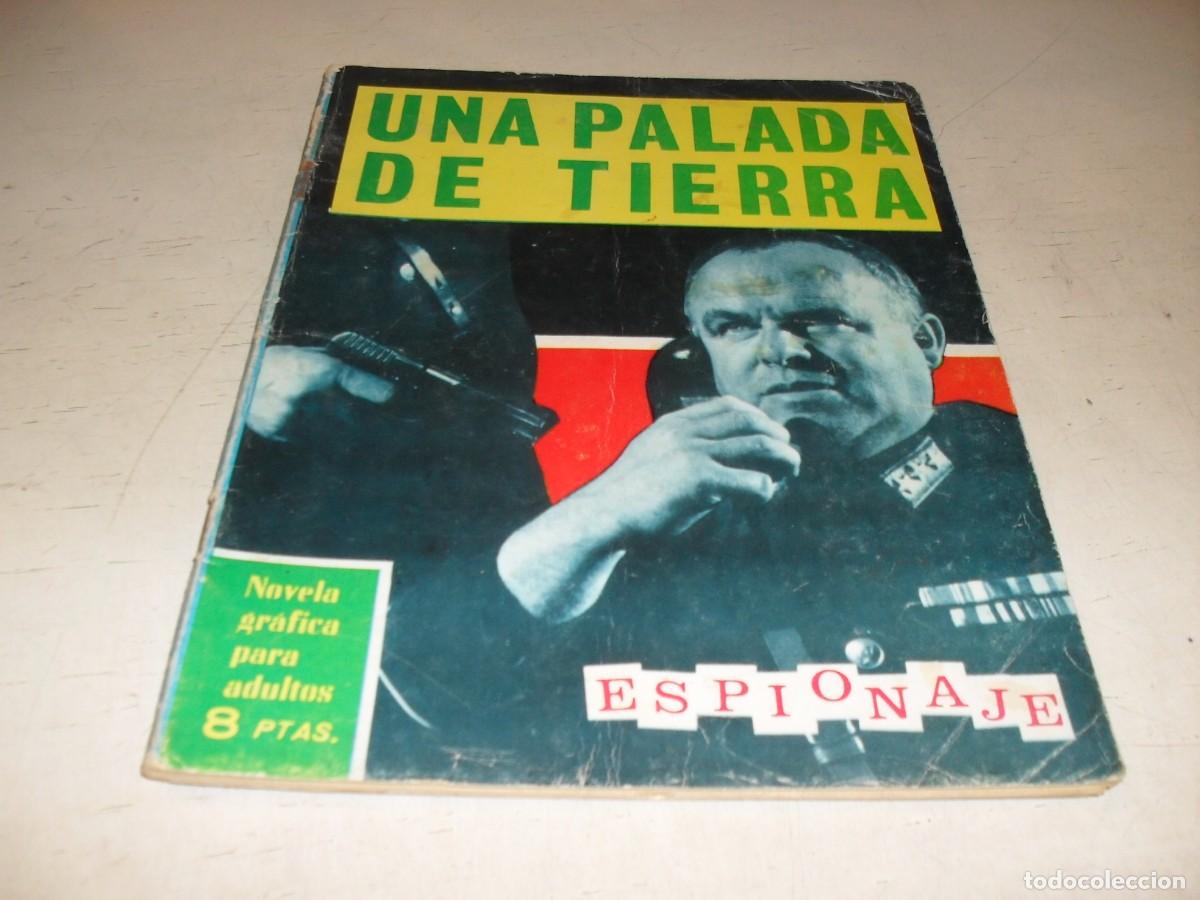 UNA PALADA
DE TIERRA
Novela
gráfica
para
adultos
8 PTAS.
ESPIONAJE
todocoleccion